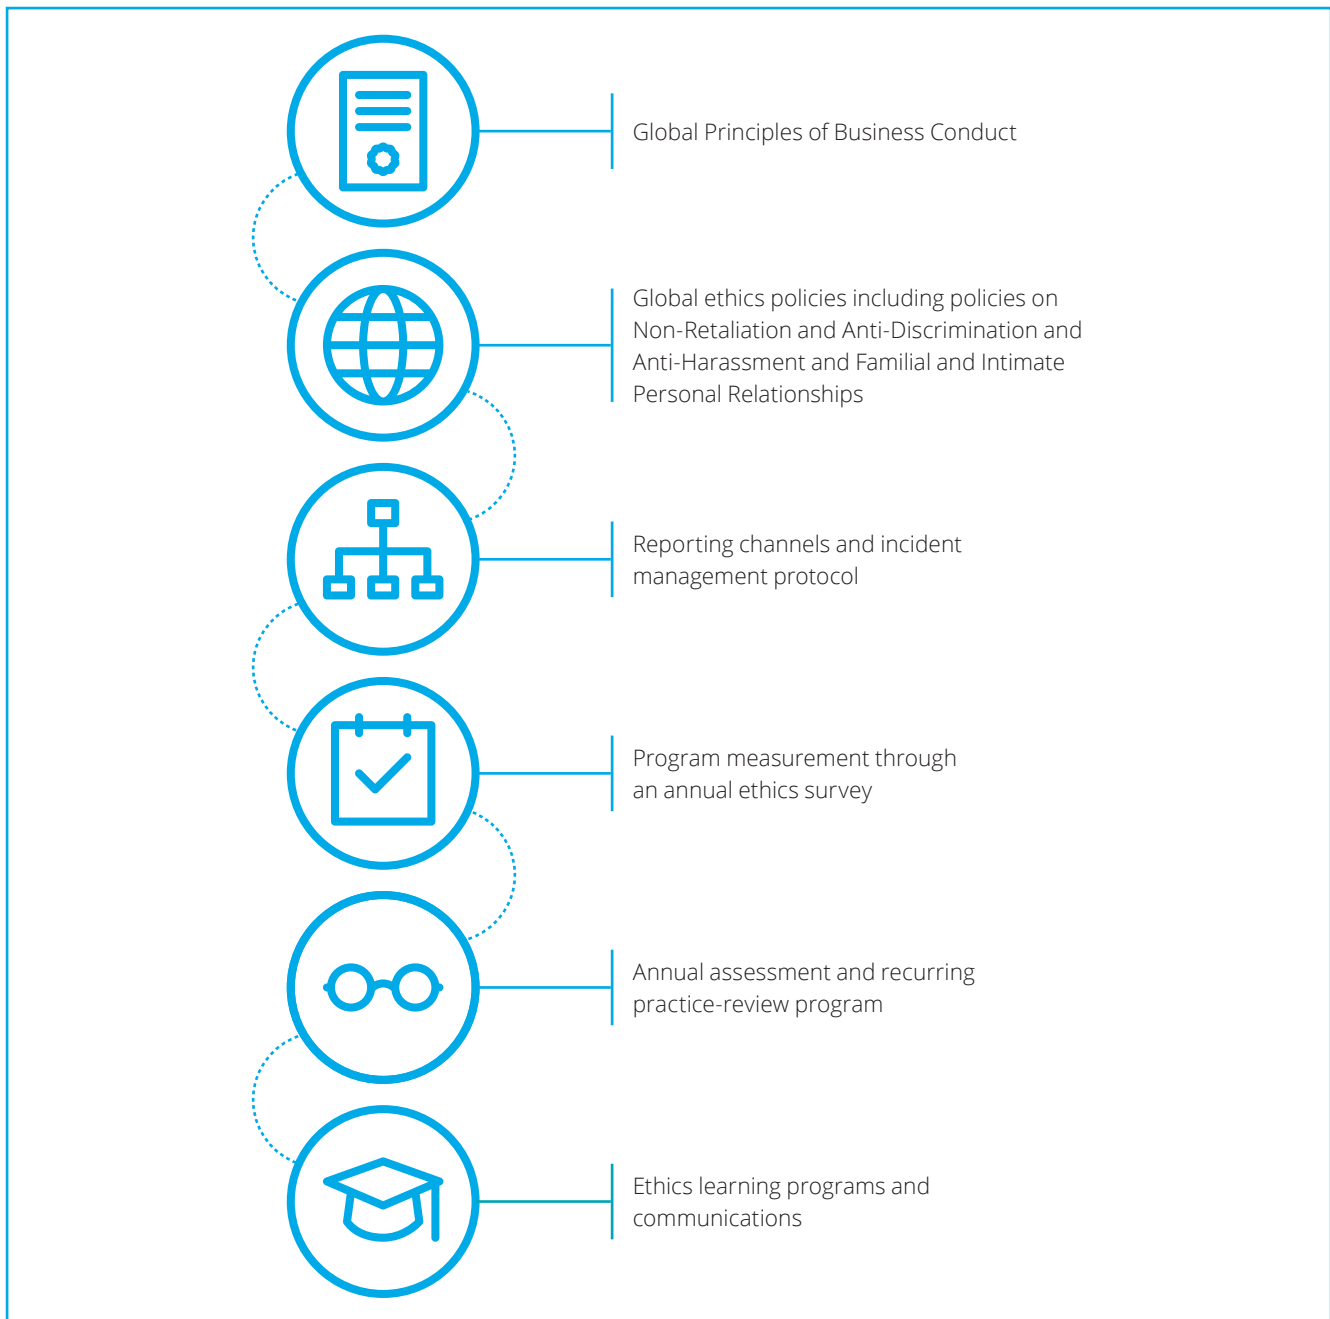 Global Principles of Business Conduct
Global ethics policies including policies on
Non-Retaliation and Anti-Discrimination and
Anti-Harassment and Familial and Intimate
Personal Relationships
Reporting channels and incident
management protocol
Program measurement through
an annual ethics survey
Annual assessment and recurring
practice-review program
Ethics learning programs and
communications